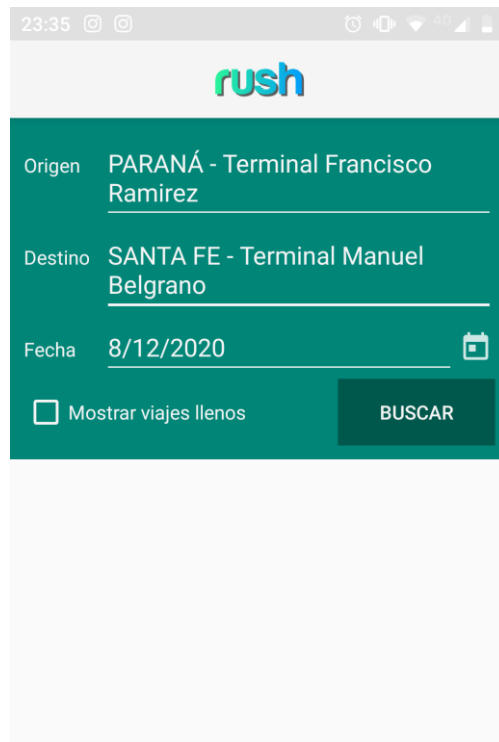 23:35
4G
rush
Origen
PARANÁ - Terminal Francisco
Ramirez
Destino
SANTA FE - Terminal Manuel
Belgrano
Fecha
8/12/2020
Mostrar viajes llenos
BUSCAR